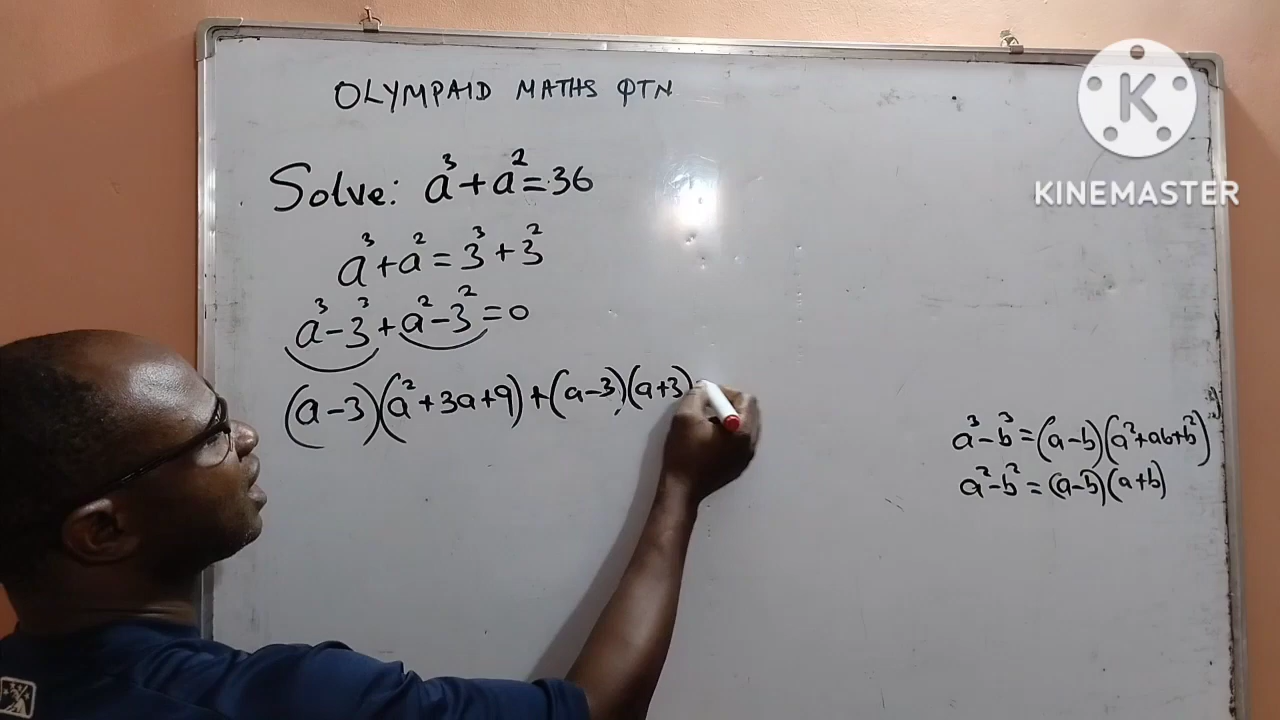 OLYMPAID MATHS QTN
Solve: a³+a²=36
a³+a²=3³+3²
a³-3³+a²-3²=0
(a-3)(a²+3a+9)+(a-3)(a+3)
a³-b³=(a-b)(a²+ab+b²)
a²-b²=(a-b)(a+b)
K
KINEMASTER